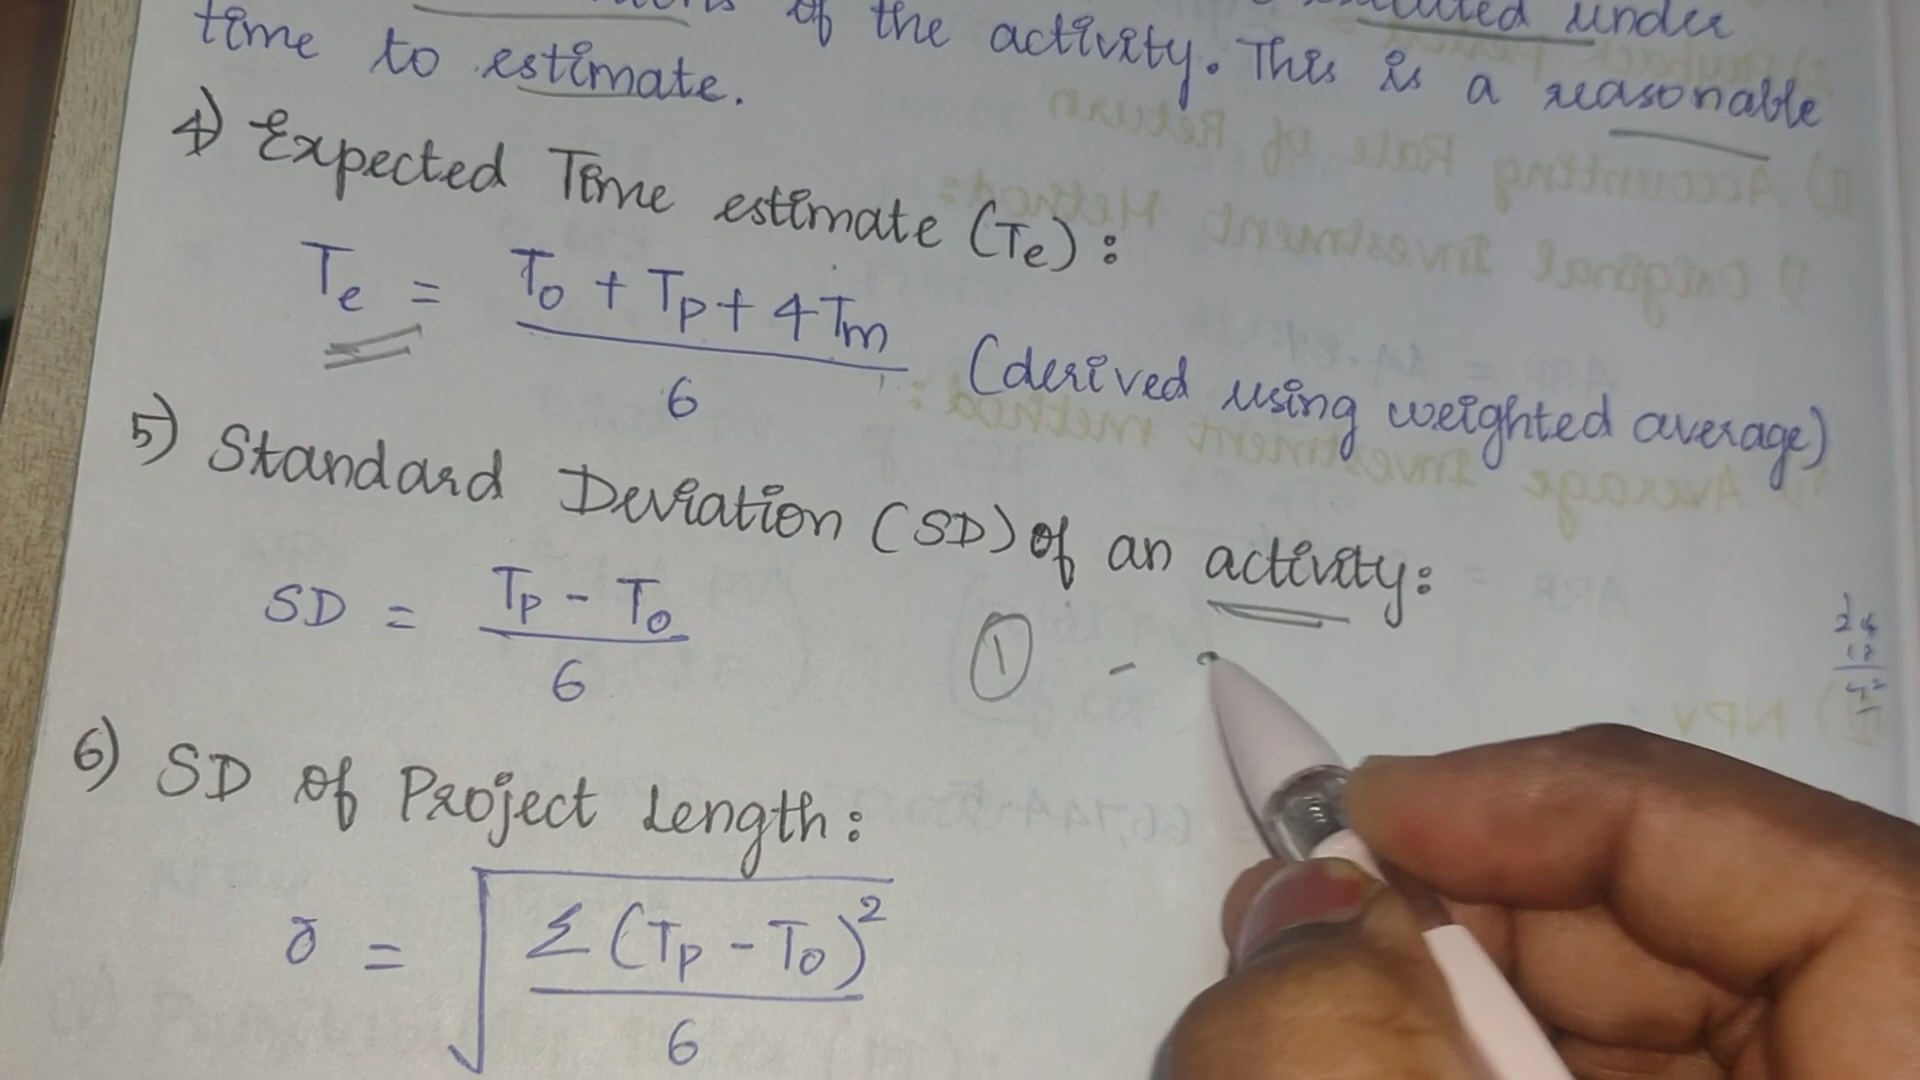 of the activity. This is a reasonable
under
time to estimate.
4) Expected Time estimate (Te):
Te = To + Tp + 4Tm / 6 (derived using weighted average)
5) Standard Deviation (SD) of an activity:
SD = Tp - To / 6
① -
6) SD of Project Length:
σ = √ Σ (Tp - To)² / 6